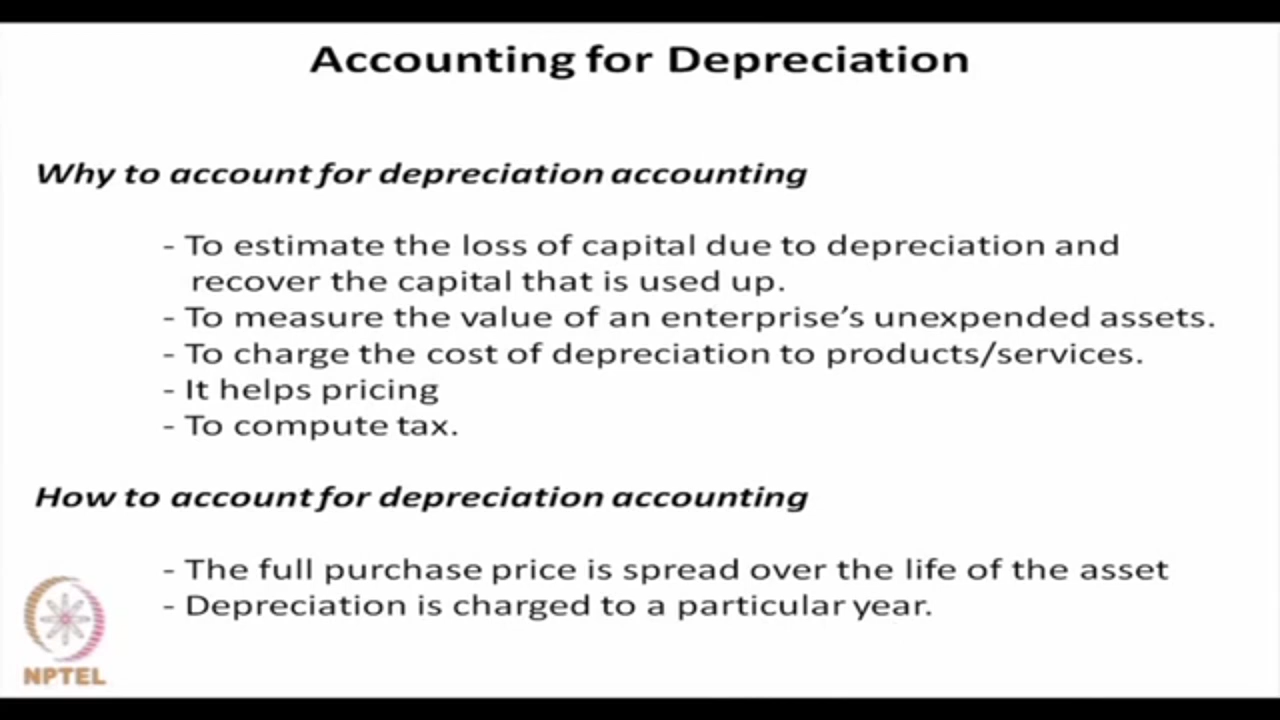 Accounting for Depreciation
Why to account for depreciation accounting
- To estimate the loss of capital due to depreciation and
recover the capital that is used up.
- To measure the value of an enterprise’s unexpended assets.
- To charge the cost of depreciation to products/services.
- It helps pricing
- To compute tax.
How to account for depreciation accounting
- The full purchase price is spread over the life of the asset
- Depreciation is charged to a particular year.
NPTEL